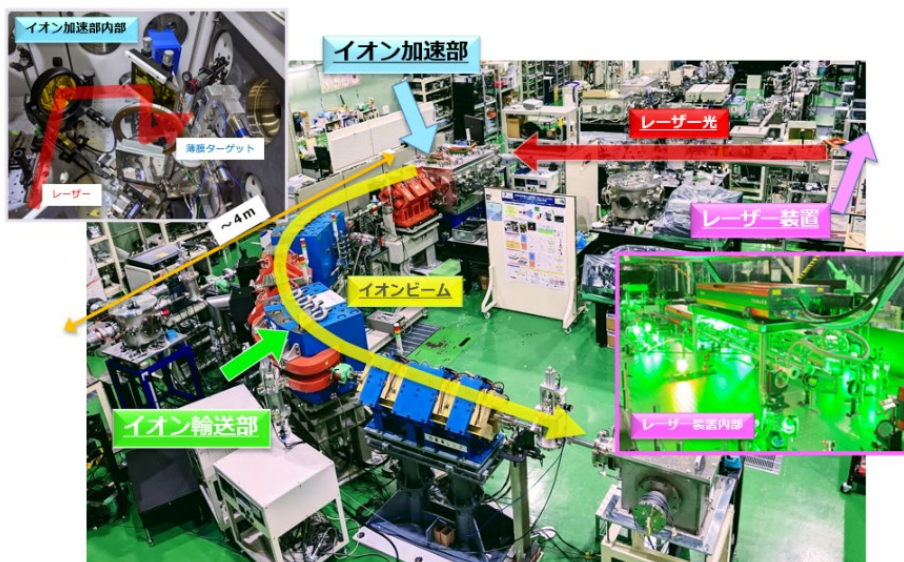 イオン加速部内部
イオン加速部
レーザー光
薄膜ターゲット
レーザー
~4m
レーザー装置
イオンビーム
イオン輸送部
レーザー装置内部